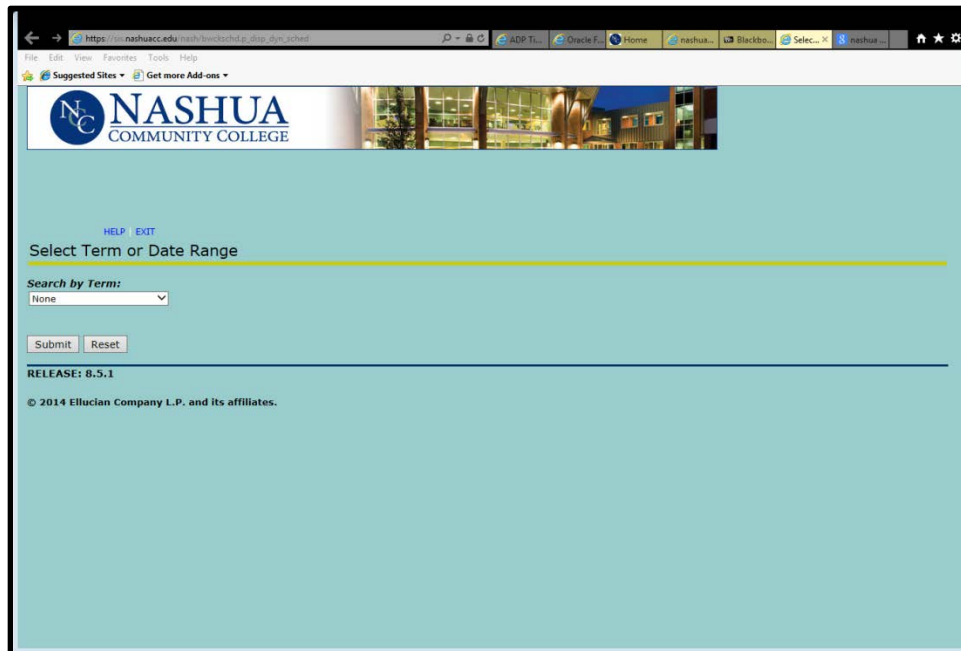 https://sis.nashuacc.edu/nash/bwckschd.p_disp_dyn_sched
ADP Ti... Oracle F... Home nashua... Blackbo... Selec... nashua ...
File Edit View Favorites Tools Help
Suggested Sites Get more Add-ons
NCC NASHUA
COMMUNITY COLLEGE
HELP | EXIT
Select Term or Date Range
Search by Term:
None
Submit Reset
RELEASE: 8.5.1
© 2014 Ellucian Company L.P. and its affiliates.